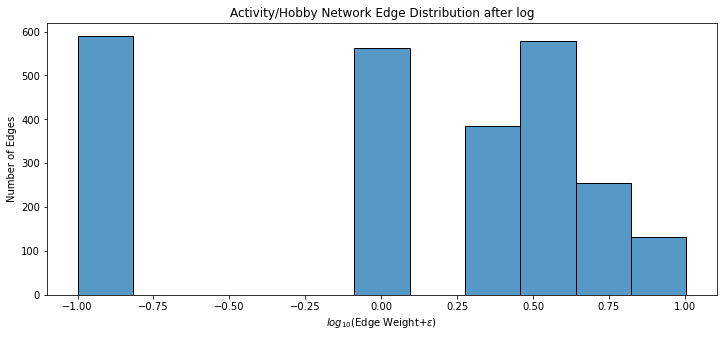 Activity/Hobby Network Edge Distribution after log
600
500
400
300
200
100
0
Number of Edges
−1.00 −0.75 −0.50 −0.25 0.00 0.25 0.50 0.75 1.00
log₁₀(Edge Weight+ε)